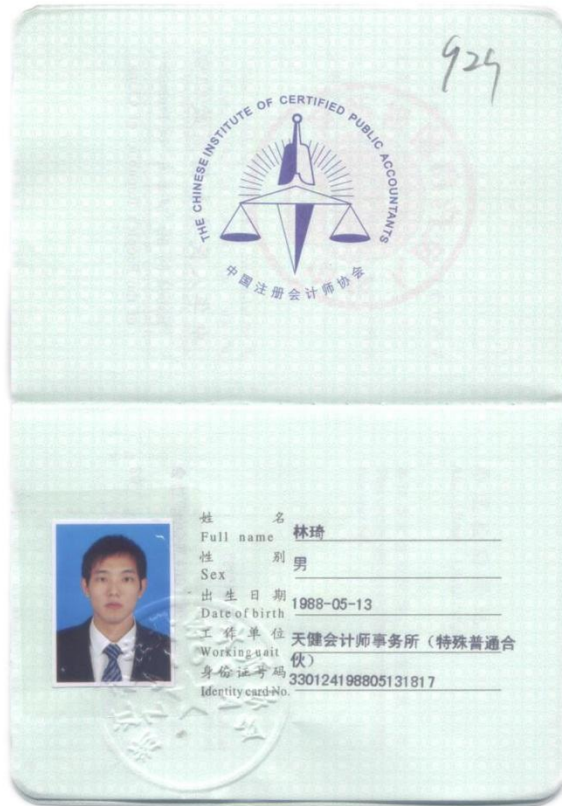 924
THE CHINESE INSTITUTE OF CERTIFIED PUBLIC ACCOUNTANTS
中国注册会计师协会
姓 名 林琦
Full name
性 别 男
Sex
出生日期 1988-05-13
Date of birth
工作单位 天健会计师事务所（特殊普通合
Working unit 伙）
身份证号码 330124198805131817
Identity card No.